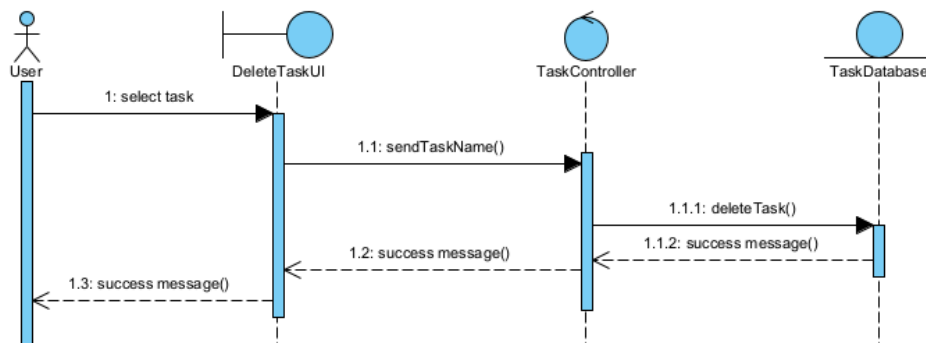 User
DeleteTaskUI
TaskController
TaskDatabase
1: select task
1.1: sendTaskName()
1.1.1: deleteTask()
1.1.2: success message()
1.2: success message()
1.3: success message()